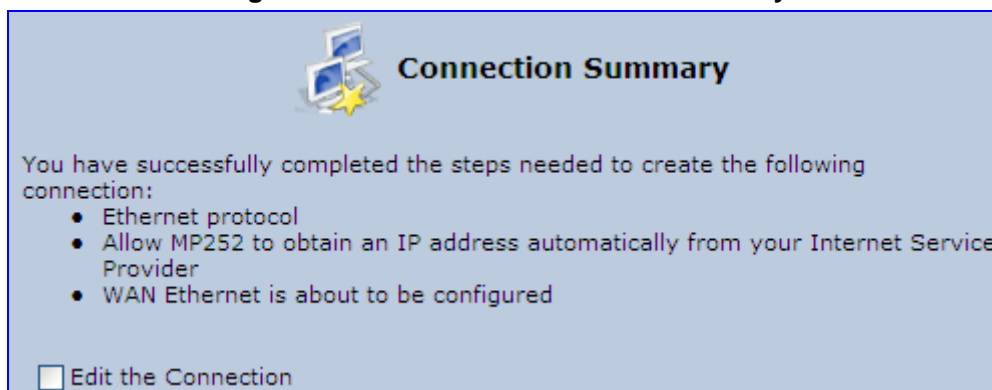 Connection Summary
You have successfully completed the steps needed to create the following
connection:
● Ethernet protocol
● Allow MP252 to obtain an IP address automatically from your Internet Service
Provider
● WAN Ethernet is about to be configured
Edit the Connection